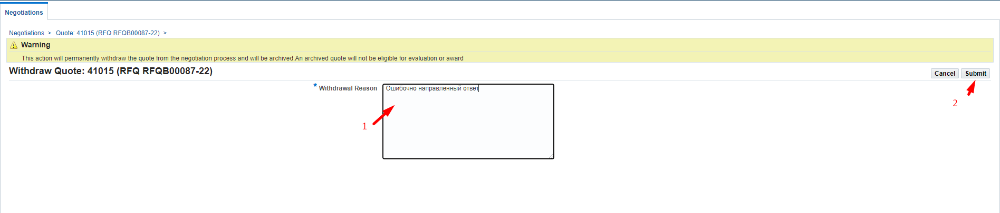 Negotiations
Negotiations > Quote: 41015 (RFQ RFQB00087-22) >
Warning
This action will permanently withdraw the quote from the negotiation process and will be archived.An archived quote will not be eligible for evaluation or award
Withdraw Quote: 41015 (RFQ RFQB00087-22)
Cancel Submit
* Withdrawal Reason Ошибочно направленный ответ
2
1